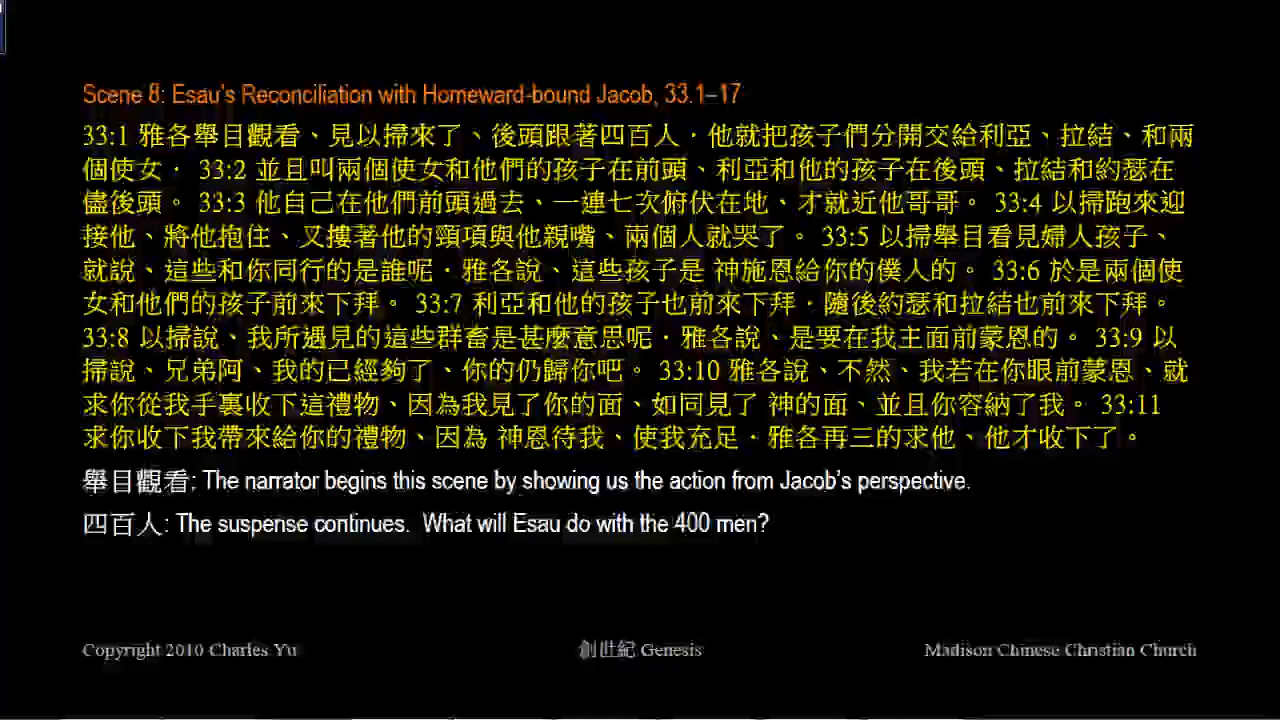 Scene 8: Esau's Reconciliation with Homeward-bound Jacob, 33.1–17
33:1 雅各舉目觀看、見以掃來了、後頭跟著四百人．他就把孩子們分開交給利亞、拉結、和兩
個使女． 33:2 並且叫兩個使女和他們的孩子在前頭、利亞和他的孩子在後頭、拉結和約瑟在
儘後頭。 33:3 他自己在他們前頭過去、一連七次俯伏在地、才就近他哥哥。 33:4 以掃跑來迎
接他、將他抱住、又摟著他的頸項與他親嘴、兩個人就哭了。 33:5 以掃舉目看見婦人孩子、
就說、這些和你同行的是誰呢．雅各說、這些孩子是 神施恩給你的僕人的。 33:6 於是兩個使
女和他們的孩子前來下拜。 33:7 利亞和他的孩子也前來下拜．隨後約瑟和拉結也前來下拜。
33:8 以掃說、我所遇見的這些群畜是甚麼意思呢．雅各說、是要在我主面前蒙恩的。 33:9 以
掃說、兄弟阿、我的已經夠了、你的仍歸你吧。 33:10 雅各說、不然、我若在你眼前蒙恩、就
求你從我手裏收下這禮物、因為我見了你的面、如同見了 神的面、並且你容納了我。 33:11
求你收下我帶來給你的禮物、因為 神恩待我、使我充足．雅各再三的求他、他才收下了。
舉目觀看: The narrator begins this scene by showing us the action from Jacob's perspective.
四百人: The suspense continues.  What will Esau do with the 400 men?
Copyright 2010 Charles Yu
創世紀 Genesis
Madison Chinese Christian Church